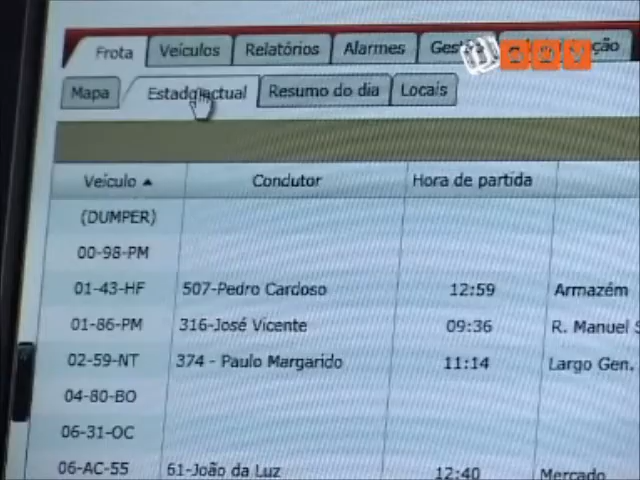 Frota Veículos Relatórios Alarmes
Mapa Estado actual Resumo do dia Locais
Veículo Condutor Hora de partida
(DUMPER)
00-98-PM
01-43-HF 507-Pedro Cardoso 12:59 Armazém
01-86-PM 316-José Vicente 09:36 R. Manuel S
02-59-NT 374 - Paulo Margarido 11:14 Largo Gen.
04-80-BO
06-31-OC
06-AC-55 61-João da Luz 12:40 Mercado